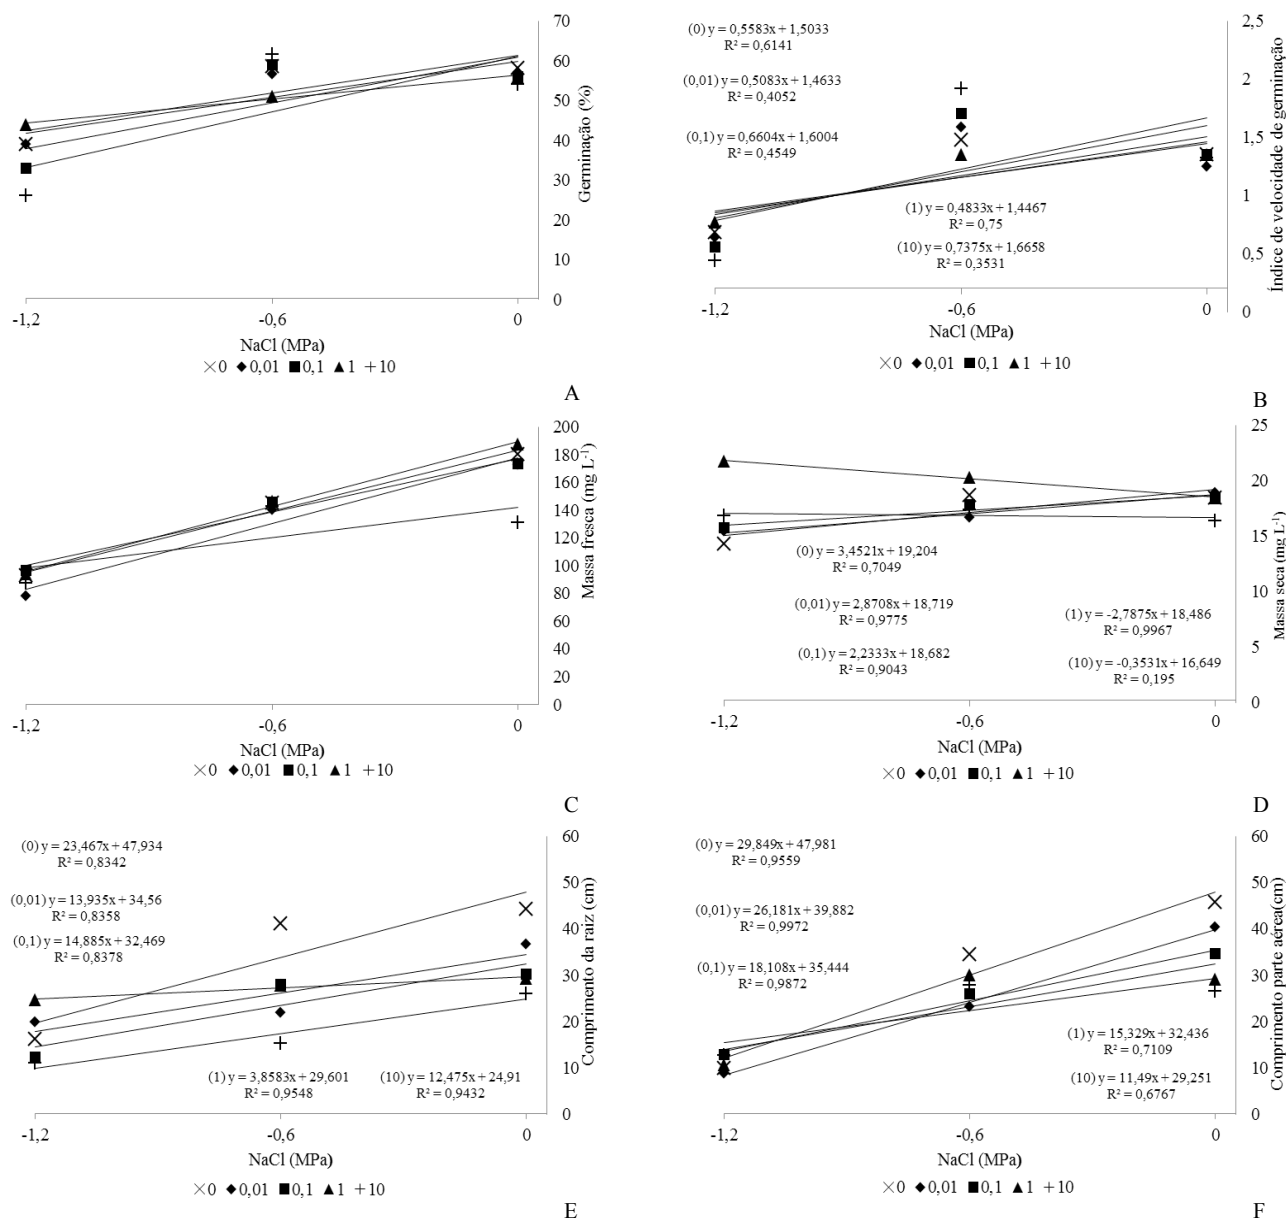 70
60
50
40
30
20
10
0
Germinação (%)
-1,2
-0,6
0
NaCl (MPa)
0 0,01 0,1 1 10
A
(0) y = 0,5583x + 1,5033
R² = 0,6141
(0,01) y = 0,5083x + 1,4633
R² = 0,4052
(0,1) y = 0,6604x + 1,6004
R² = 0,4549
(1) y = 0,4833x + 1,4467
R² = 0,75
(10) y = 0,7375x + 1,6658
R² = 0,3531
2,5
2
1,5
1
0,5
0
Índice de velocidade de germinação
-1,2
-0,6
0
NaCl (MPa)
0 0,01 0,1 1 10
B
200
180
160
140
120
100
80
60
40
20
0
Massa fresca (mg L⁻¹)
-1,2
-0,6
0
NaCl (MPa)
0 0,01 0,1 1 10
C
25
20
15
10
5
0
Massa seca (mg L⁻¹)
(0) y = 3,4521x + 19,204
R² = 0,7049
(0,01) y = 2,8708x + 18,719
R² = 0,9775
(0,1) y = 2,2333x + 18,682
R² = 0,9043
(1) y = -2,7875x + 18,486
R² = 0,9967
(10) y = -0,3531x + 16,649
R² = 0,195
-1,2
-0,6
0
NaCl (MPa)
0 0,01 0,1 1 10
D
(0) y = 23,467x + 47,934
R² = 0,8342
(0,01) y = 13,935x + 34,56
R² = 0,8358
(0,1) y = 14,885x + 32,469
R² = 0,8378
(1) y = 3,8583x + 29,601
R² = 0,9548
(10) y = 12,475x + 24,91
R² = 0,9432
60
50
40
30
20
10
0
Comprimento da raiz (cm)
-1,2
-0,6
0
NaCl (MPa)
0 0,01 0,1 1 10
E
(0) y = 29,849x + 47,981
R² = 0,9559
(0,01) y = 26,181x + 39,882
R² = 0,9972
(0,1) y = 18,108x + 35,444
R² = 0,9872
(1) y = 15,329x + 32,436
R² = 0,7109
(10) y = 11,49x + 29,251
R² = 0,6767
60
50
40
30
20
10
0
Comprimento parte aérea(cm)
-1,2
-0,6
0
NaCl (MPa)
0 0,01 0,1 1 10
F